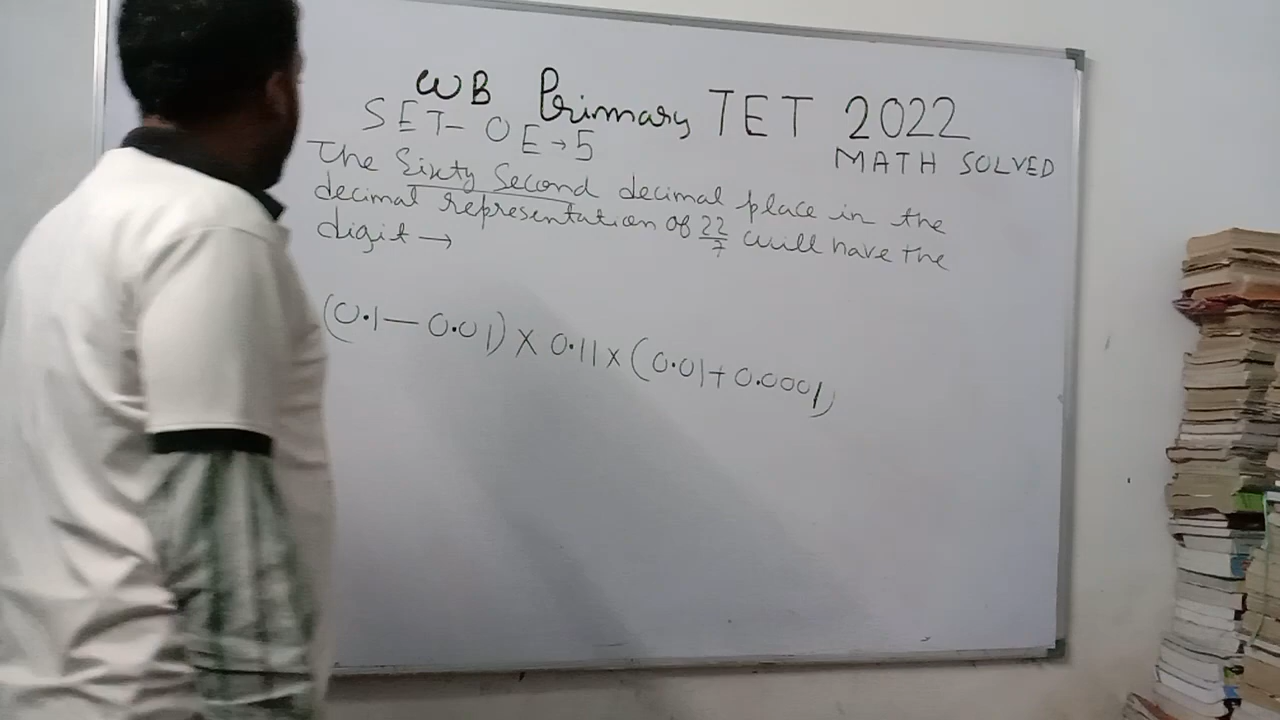 WB Primary TET 2022
SET- OE→5
MATH SOLVED
The Sixty Second decimal place in the
decimal representation of 22/7 will have the
digit →
(0.1 — 0.01) × 0.11 × (0.01 + 0.0001)